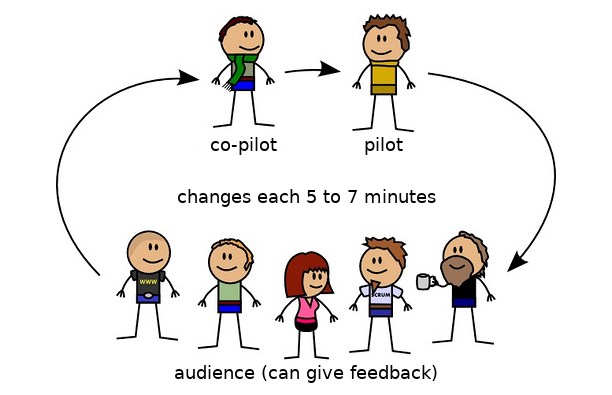 co-pilot
pilot
changes each 5 to 7 minutes
www
SCRUM
audience (can give feedback)